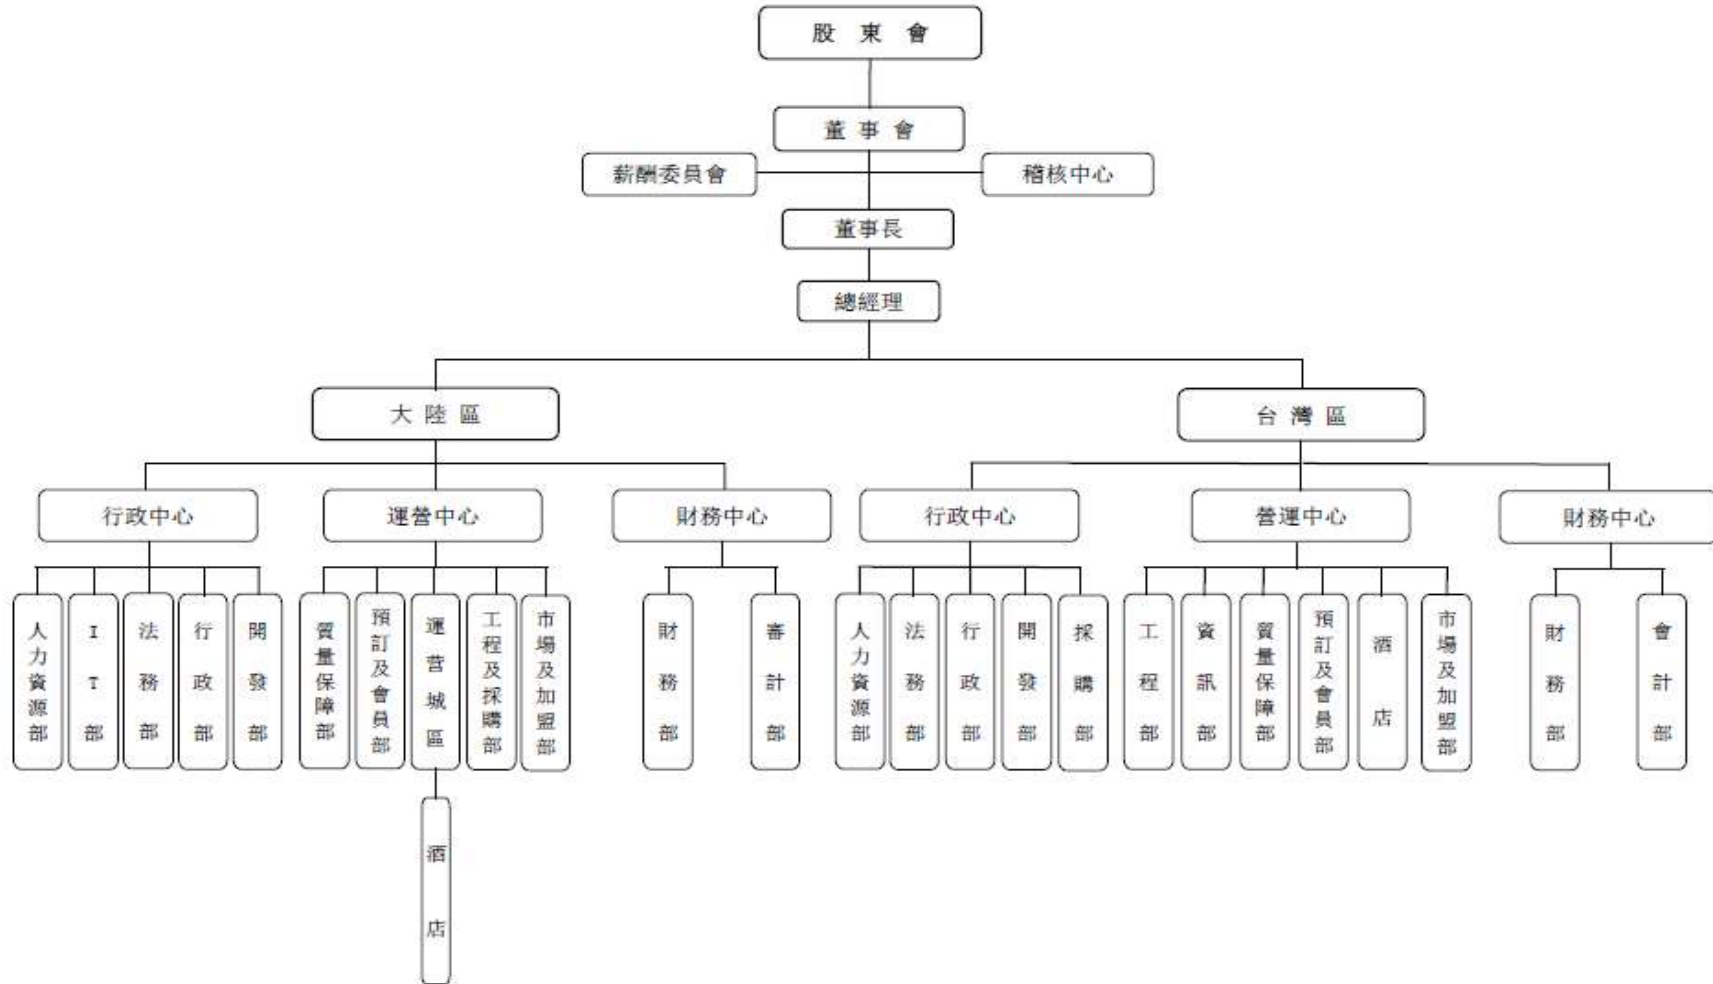 股東會
董事會
薪酬委員會
稽核中心
董事長
總經理
大陸區
台灣區
行政中心
運營中心
財務中心
行政中心
營運中心
財務中心
人力資源部
IT部
法務部
行政部
開發部
質量保障部
預訂及會員部
運营城區
工程及採購部
市場及加盟部
財務部
審計部
人力資源部
法務部
行政部
開發部
採購部
工程部
資訊部
質量保障部
預訂及會員部
酒店
市場及加盟部
財務部
會計部
酒店